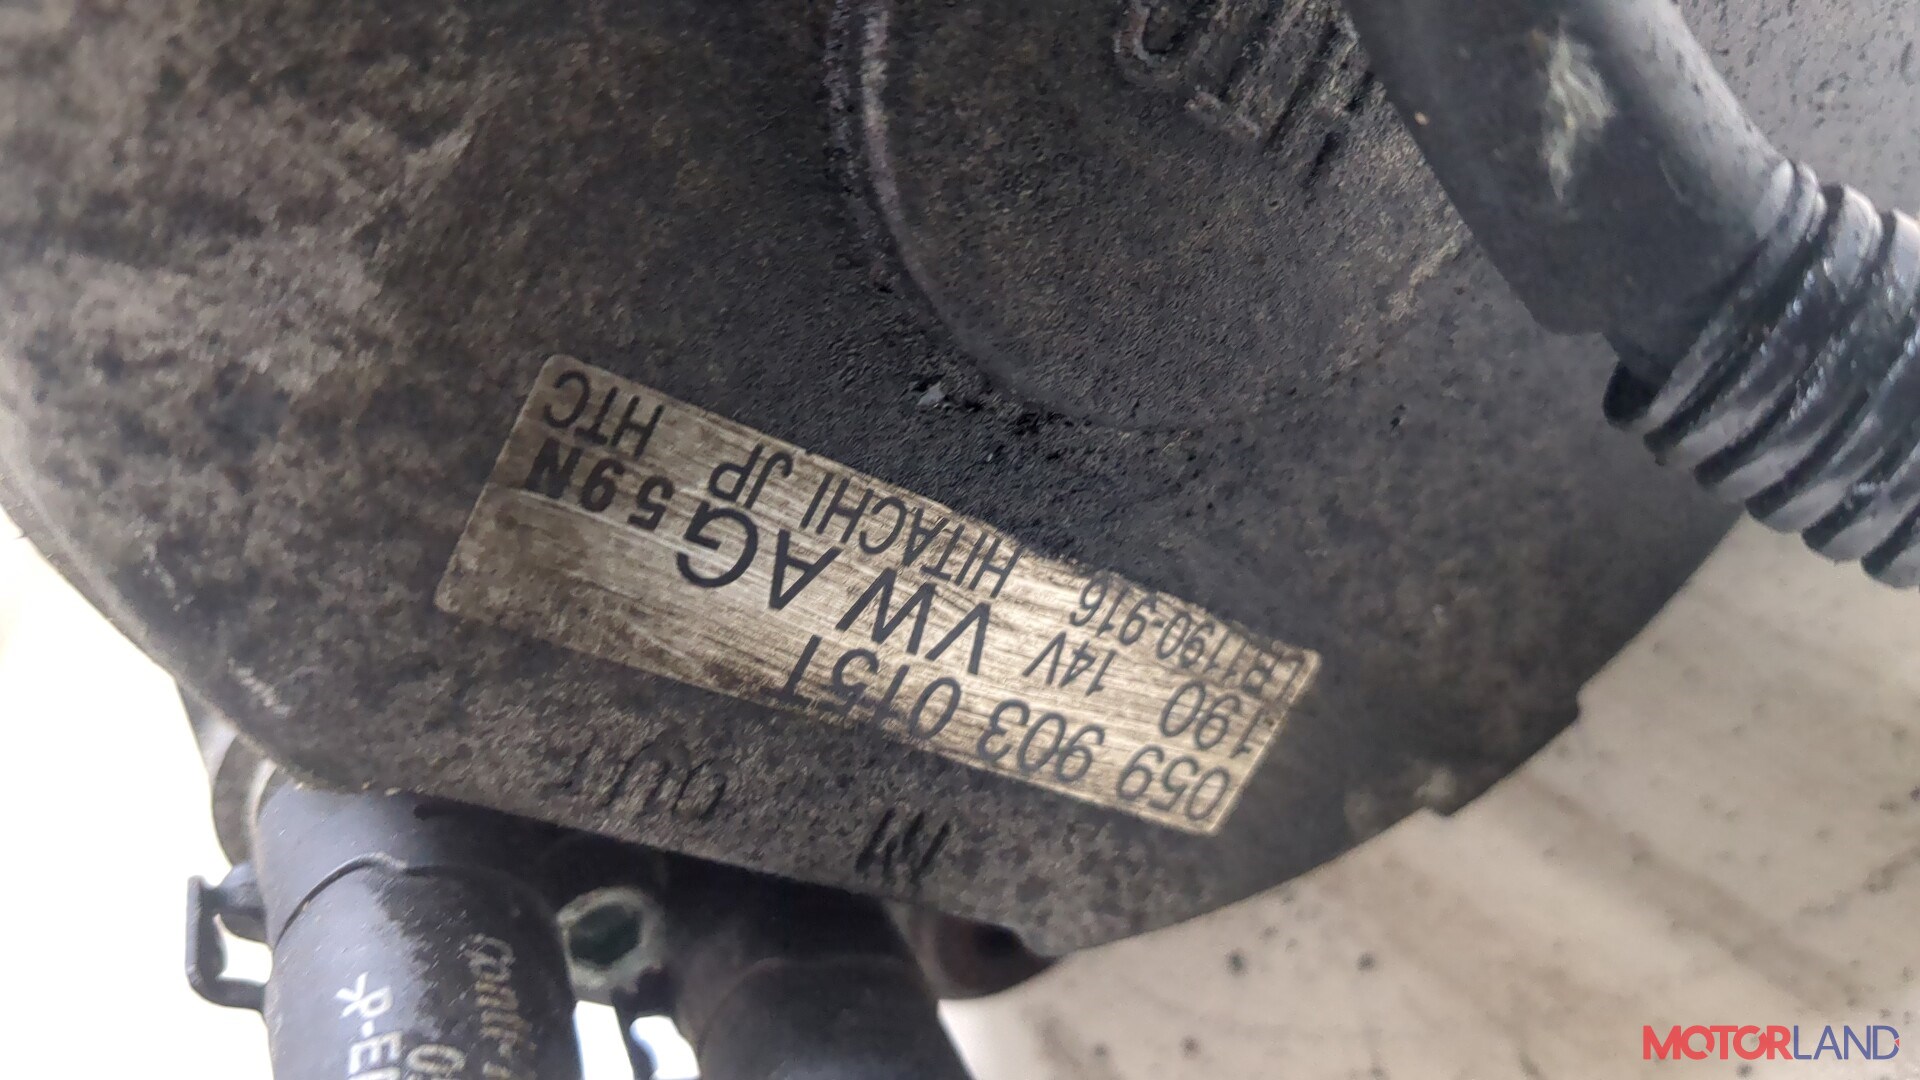 059 903 015T
190 14V VW AG 59N
LR1190-916 HITACHI JP HTC
OUT IN
MOTORLAND